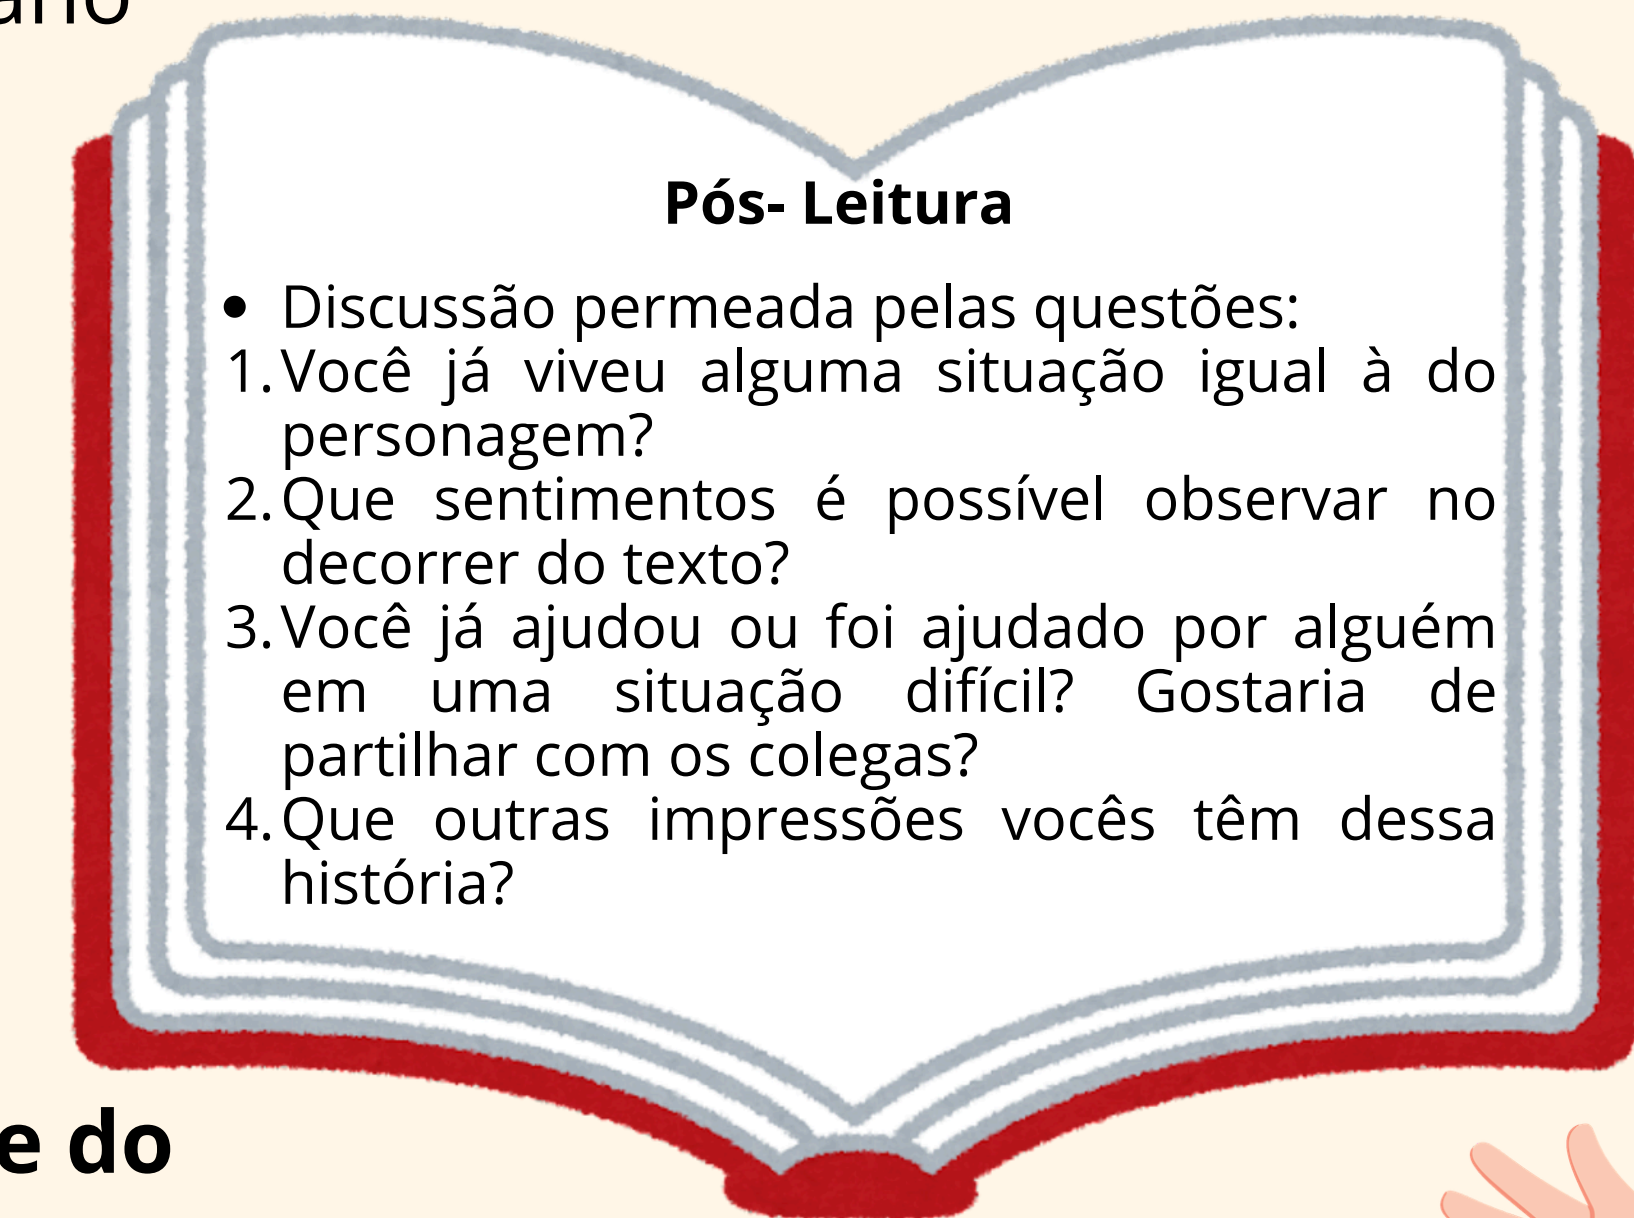 Pós- Leitura
• Discussão permeada pelas questões:
1. Você já viveu alguma situação igual à do
personagem?
2. Que sentimentos é possível observar no
decorrer do texto?
3. Você já ajudou ou foi ajudado por alguém
em uma situação difícil? Gostaria de
partilhar com os colegas?
4. Que outras impressões vocês têm dessa
história?
e do